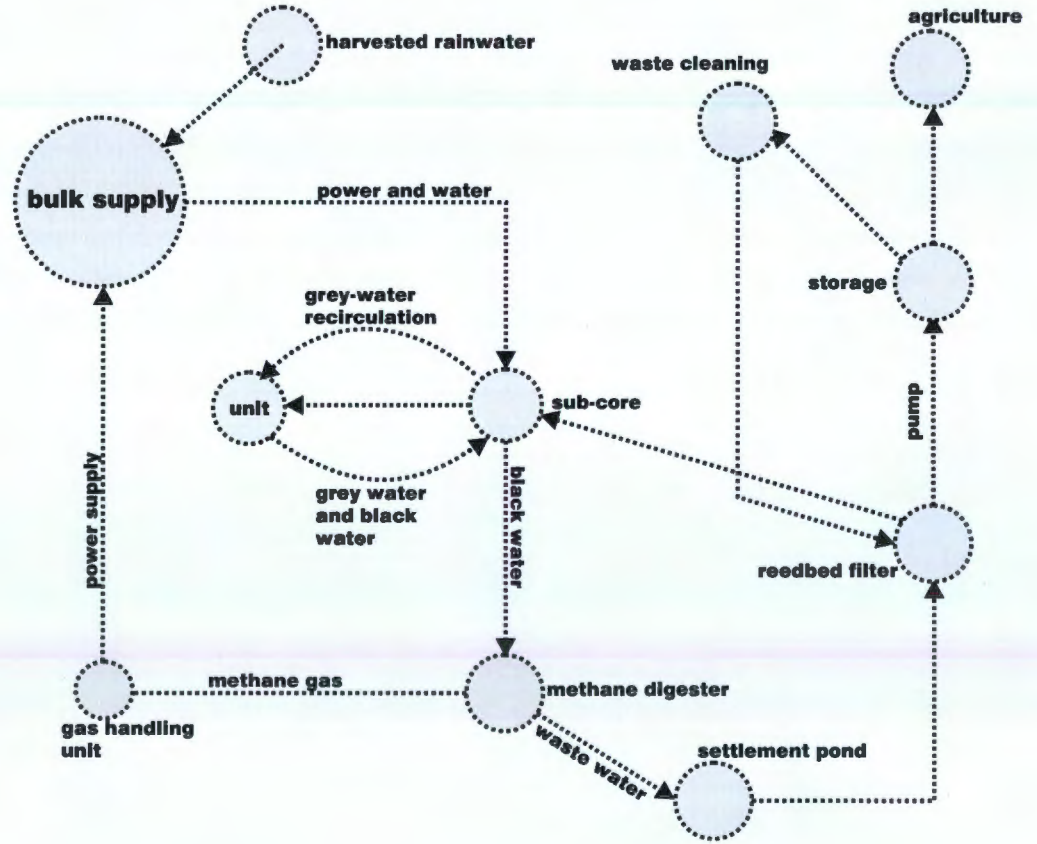 agriculture
harvested rainwater
waste cleaning
bulk supply
power and water
storage
grey-water
recirculation
unit
sub-core
pump
grey water
and black
water
black water
power supply
reedbed filter
methane gas
methane digester
gas handling
unit
waste water
settlement pond